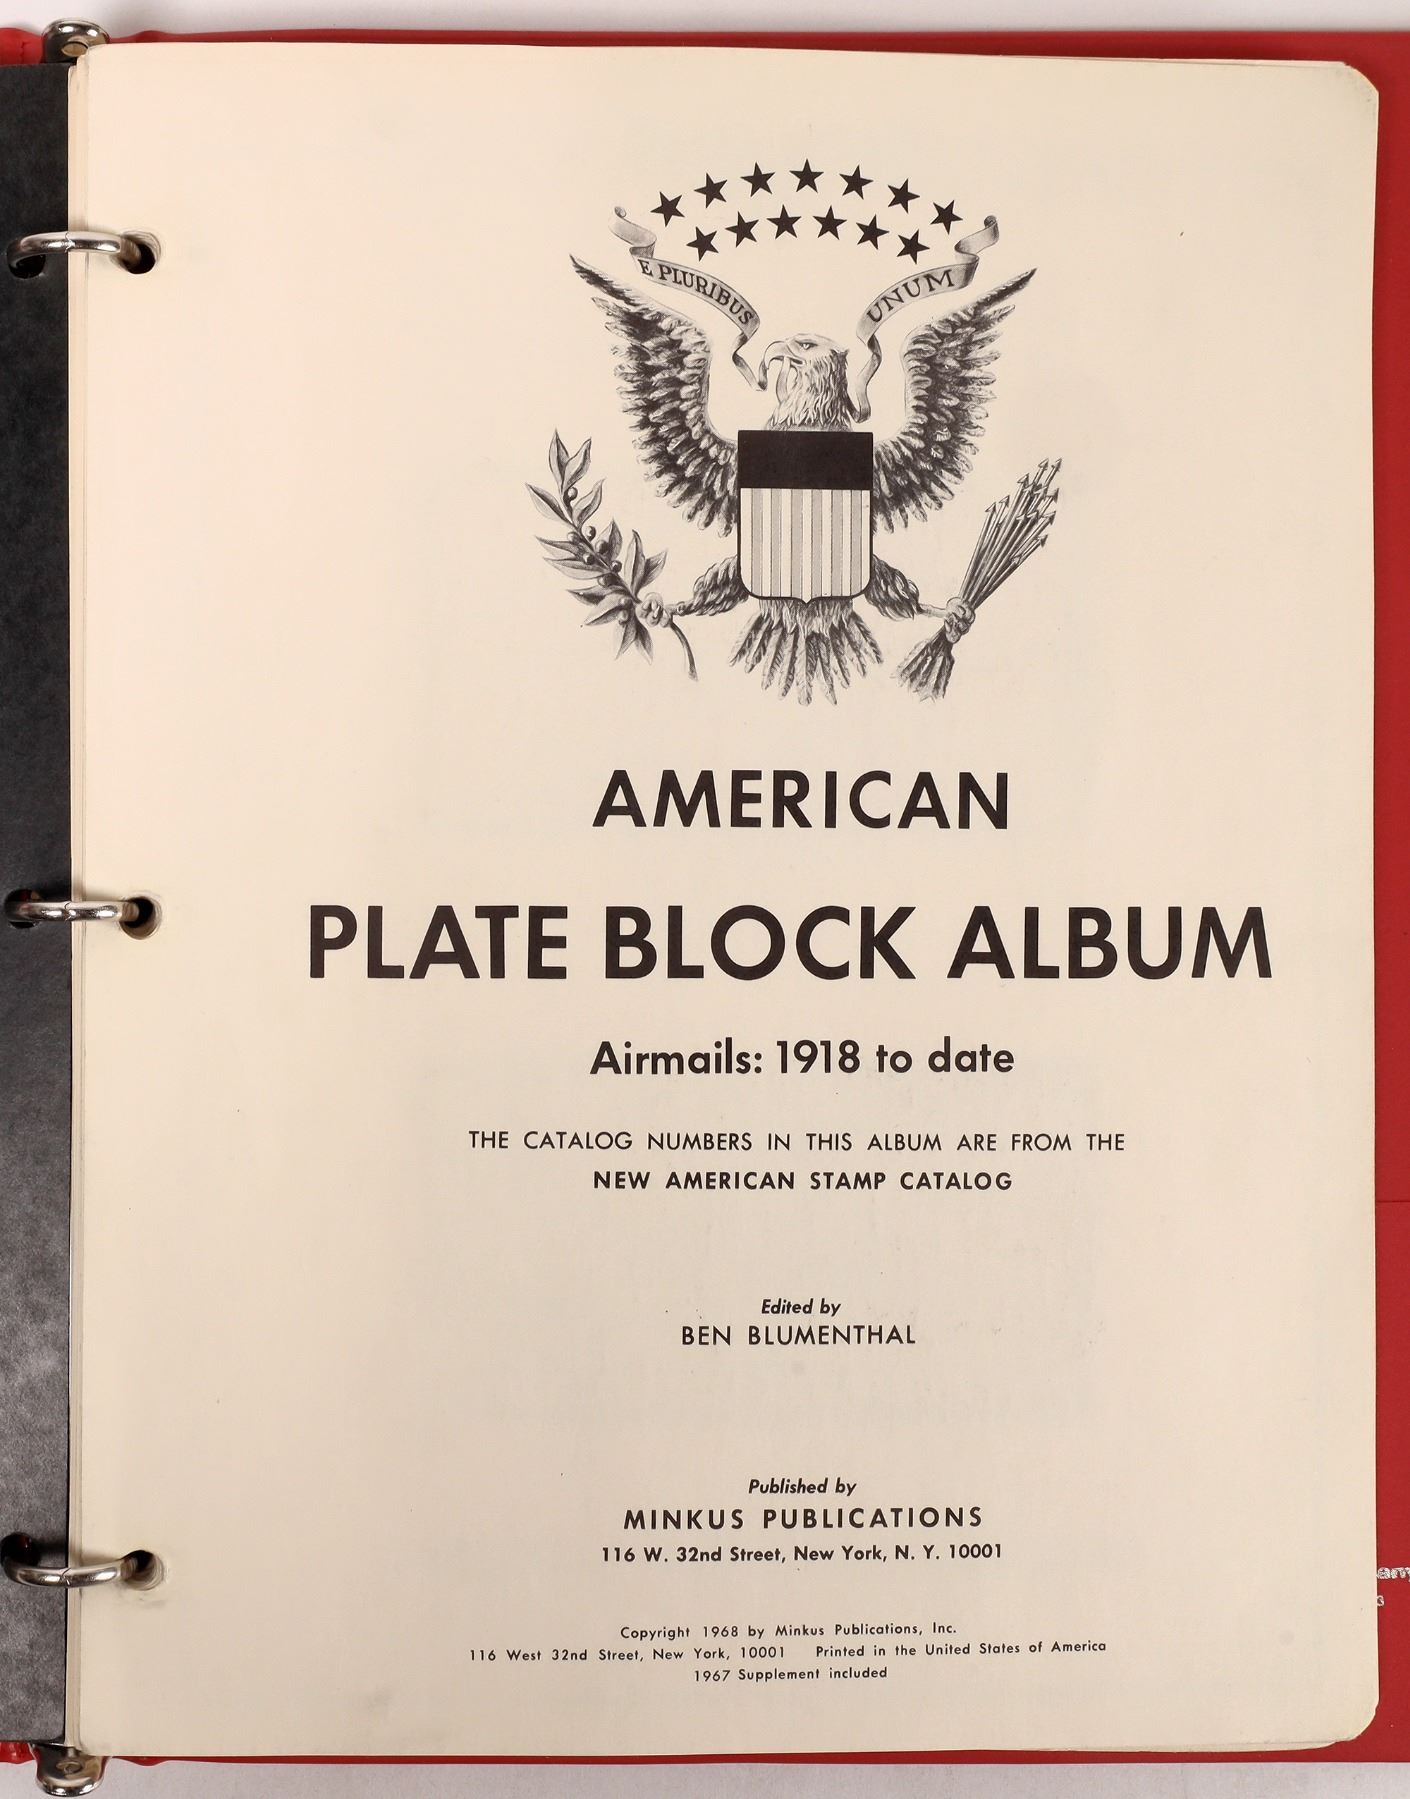 E PLURIBUS UNUM
AMERICAN
PLATE BLOCK ALBUM
Airmails: 1918 to date
THE CATALOG NUMBERS IN THIS ALBUM ARE FROM THE
NEW AMERICAN STAMP CATALOG
Edited by
BEN BLUMENTHAL
Published by
MINKUS PUBLICATIONS
116 W. 32nd Street, New York, N. Y. 10001
Copyright 1968 by Minkus Publications, Inc.
116 West 32nd Street, New York, 10001 Printed in the United States of America
1967 Supplement included